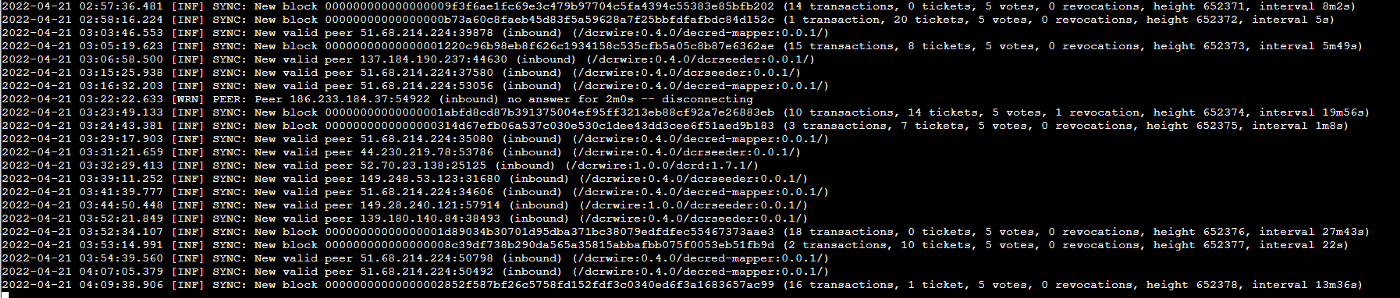 2022-04-21 02:57:36.481 [INF] SYNC: New block 00000000000000009f3f6ae1fc69e3c479b97704c5fa4394c55383e85bfb202 (14 transactions, 0 tickets, 5 votes, 0 revocations, height 652371, interval 8m2s)
2022-04-21 02:58:16.224 [INF] SYNC: New block 0000000000000000b73a60c8faeb45d83f5a59628a7f25bbfdfafbdc84d152c (1 transaction, 20 tickets, 5 votes, 0 revocations, height 652372, interval 5s)
2022-04-21 03:03:46.553 [INF] SYNC: New valid peer 51.68.214.224:39878 (inbound) (/dcrwire:0.4.0/decred-mapper:0.0.1/)
2022-04-21 03:05:19.623 [INF] SYNC: New block 00000000000000001220c96b98eb8f626c1934158c535cfb5a05c8b87e6362ae (15 transactions, 8 tickets, 5 votes, 0 revocations, height 652373, interval 5m49s)
2022-04-21 03:06:58.500 [INF] SYNC: New valid peer 137.184.190.237:44630 (inbound) (/dcrwire:0.4.0/dcrseeder:0.0.1/)
2022-04-21 03:15:25.938 [INF] SYNC: New valid peer 51.68.214.224:37580 (inbound) (/dcrwire:0.4.0/decred-mapper:0.0.1/)
2022-04-21 03:16:32.203 [INF] SYNC: New valid peer 51.68.214.224:53056 (inbound) (/dcrwire:0.4.0/decred-mapper:0.0.1/)
2022-04-21 03:22:22.633 [WRN] PEER: Peer 186.233.184.37:54922 (inbound) no answer for 2m0s -- disconnecting
2022-04-21 03:23:49.133 [INF] SYNC: New block 00000000000000001abfd8cd87b391375004ef95ff3213eb88cf92a7e26883eb (10 transactions, 14 tickets, 5 votes, 1 revocation, height 652374, interval 19m56s)
2022-04-21 03:24:43.381 [INF] SYNC: New block 0000000000000000314d67efb06a537c030e530c1dee43dd3cee6f51aed9b183 (3 transactions, 7 tickets, 5 votes, 0 revocations, height 652375, interval 1m8s)
2022-04-21 03:29:17.903 [INF] SYNC: New valid peer 51.68.214.224:35080 (inbound) (/dcrwire:0.4.0/decred-mapper:0.0.1/)
2022-04-21 03:31:21.659 [INF] SYNC: New valid peer 44.230.219.78:53786 (inbound) (/dcrwire:0.4.0/dcrseeder:0.0.1/)
2022-04-21 03:32:29.413 [INF] SYNC: New valid peer 52.70.23.138:25125 (inbound) (/dcrwire:1.0.0/dcrd:1.7.1/)
2022-04-21 03:39:11.252 [INF] SYNC: New valid peer 149.248.53.123:31680 (inbound) (/dcrwire:0.4.0/dcrseeder:0.0.1/)
2022-04-21 03:41:39.777 [INF] SYNC: New valid peer 51.68.214.224:34606 (inbound) (/dcrwire:0.4.0/decred-mapper:0.0.1/)
2022-04-21 03:44:50.448 [INF] SYNC: New valid peer 149.28.240.121:57914 (inbound) (/dcrwire:0.4.0/dcrseeder:0.0.1/)
2022-04-21 03:52:21.849 [INF] SYNC: New valid peer 139.180.140.84:38493 (inbound) (/dcrwire:0.4.0/dcrseeder:0.0.1/)
2022-04-21 03:52:34.107 [INF] SYNC: New block 00000000000000001d89034b30701d95dba371bc38079edfdfec55467373aae3 (18 transactions, 0 tickets, 5 votes, 0 revocations, height 652376, interval 27m43s)
2022-04-21 03:53:14.991 [INF] SYNC: New block 00000000000000008c39df738b290da565a35815abbafbb075f0053eb51fb9d (2 transactions, 10 tickets, 5 votes, 0 revocations, height 652377, interval 22s)
2022-04-21 03:54:39.560 [INF] SYNC: New valid peer 51.68.214.224:50798 (inbound) (/dcrwire:0.4.0/decred-mapper:0.0.1/)
2022-04-21 04:07:05.379 [INF] SYNC: New valid peer 51.68.214.224:50492 (inbound) (/dcrwire:0.4.0/decred-mapper:0.0.1/)
2022-04-21 04:09:38.906 [INF] SYNC: New block 00000000000000002852f587bf26c5758fd152fdf3c0340ed6f3a1683657ac99 (16 transactions, 1 ticket, 5 votes, 0 revocations, height 652378, interval 13m36s)